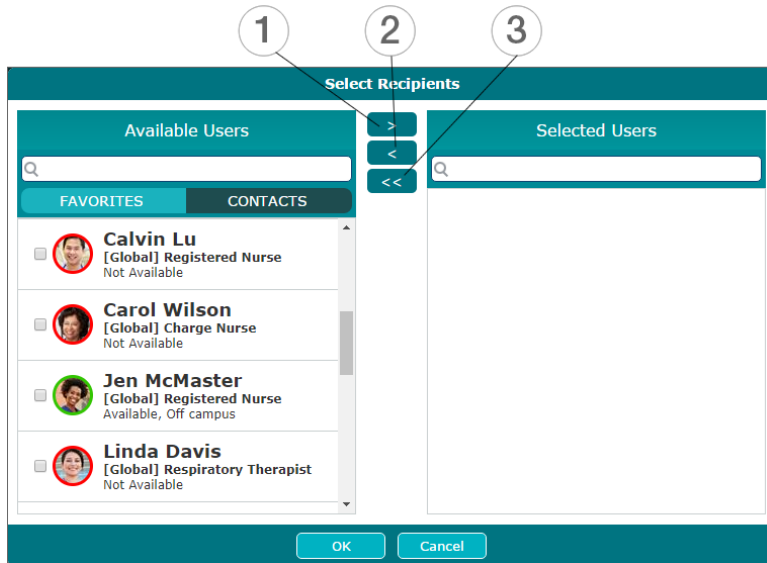 1 2 3
Select Recipients
Available Users
>
<
<<
Selected Users
FAVORITES CONTACTS
Calvin Lu
[Global] Registered Nurse
Not Available
Carol Wilson
[Global] Charge Nurse
Not Available
Jen McMaster
[Global] Registered Nurse
Available, Off campus
Linda Davis
[Global] Respiratory Therapist
Not Available
OK Cancel